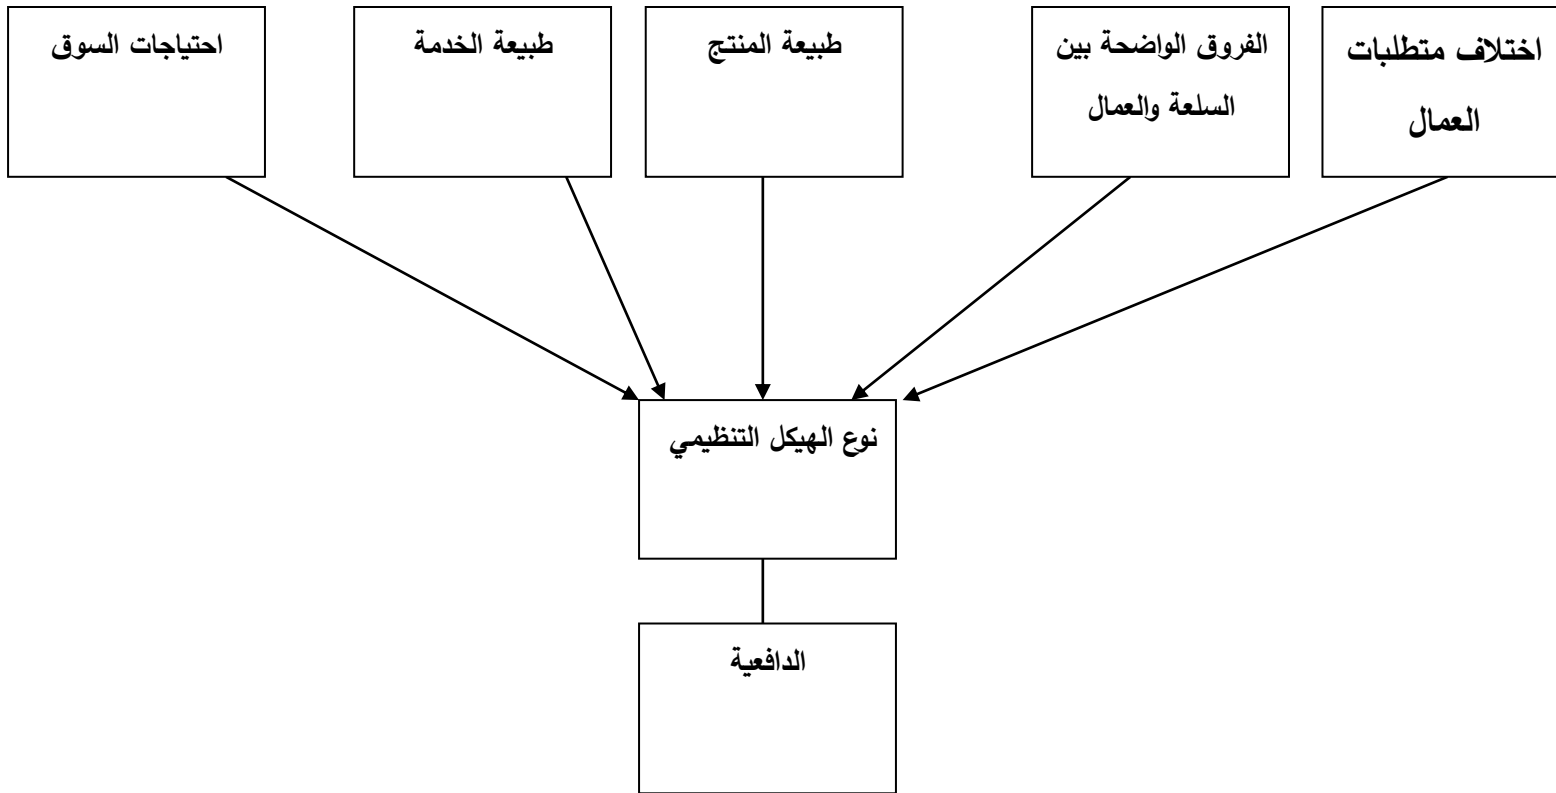 اختلاف متطلبات
العمال
الفروق الواضحة بين
السلعة والعمال
طبيعة المنتج
طبيعة الخدمة
احتياجات السوق
نوع الهيكل التنظيمي
الدافعية